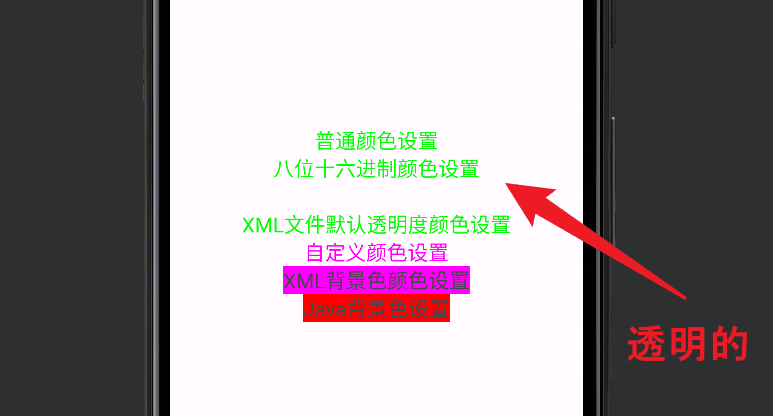 普通颜色设置
八位十六进制颜色设置
XML文件默认透明度颜色设置
自定义颜色设置
XML背景色颜色设置
Java背景色设置
透明的